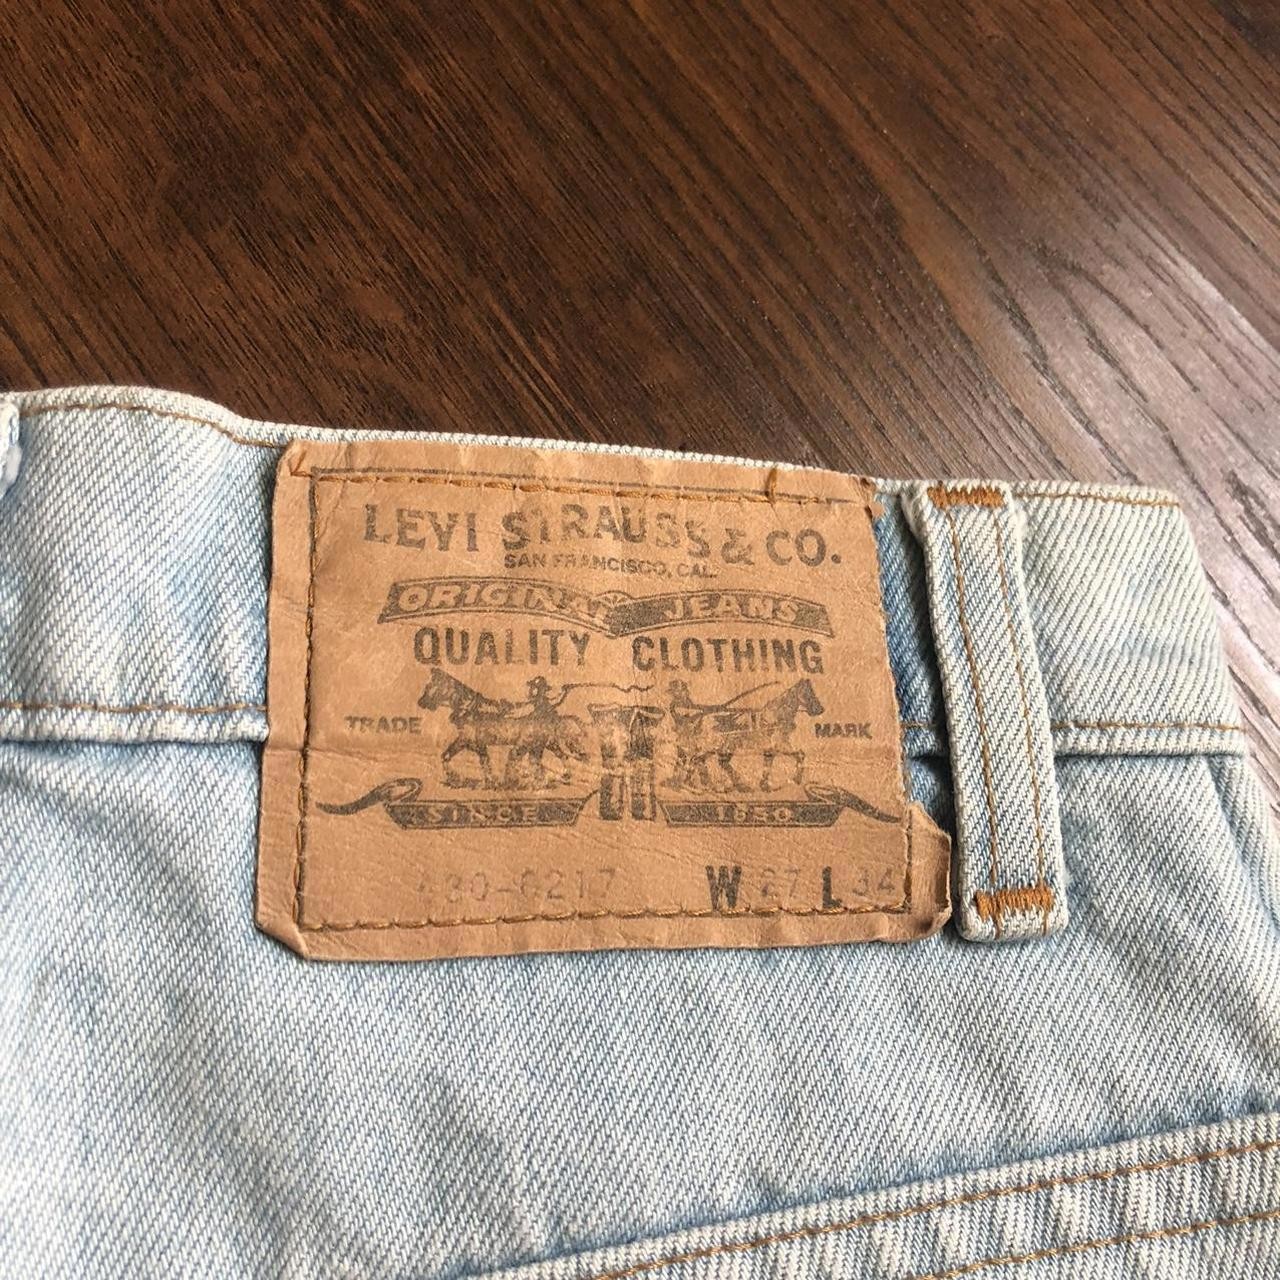 LEVI STRAUSS & CO.
SAN FRANCISCO, CAL.
ORIGINAL JEANS
QUALITY CLOTHING
TRADE MARK
SINCE 1850
W 27 L 34